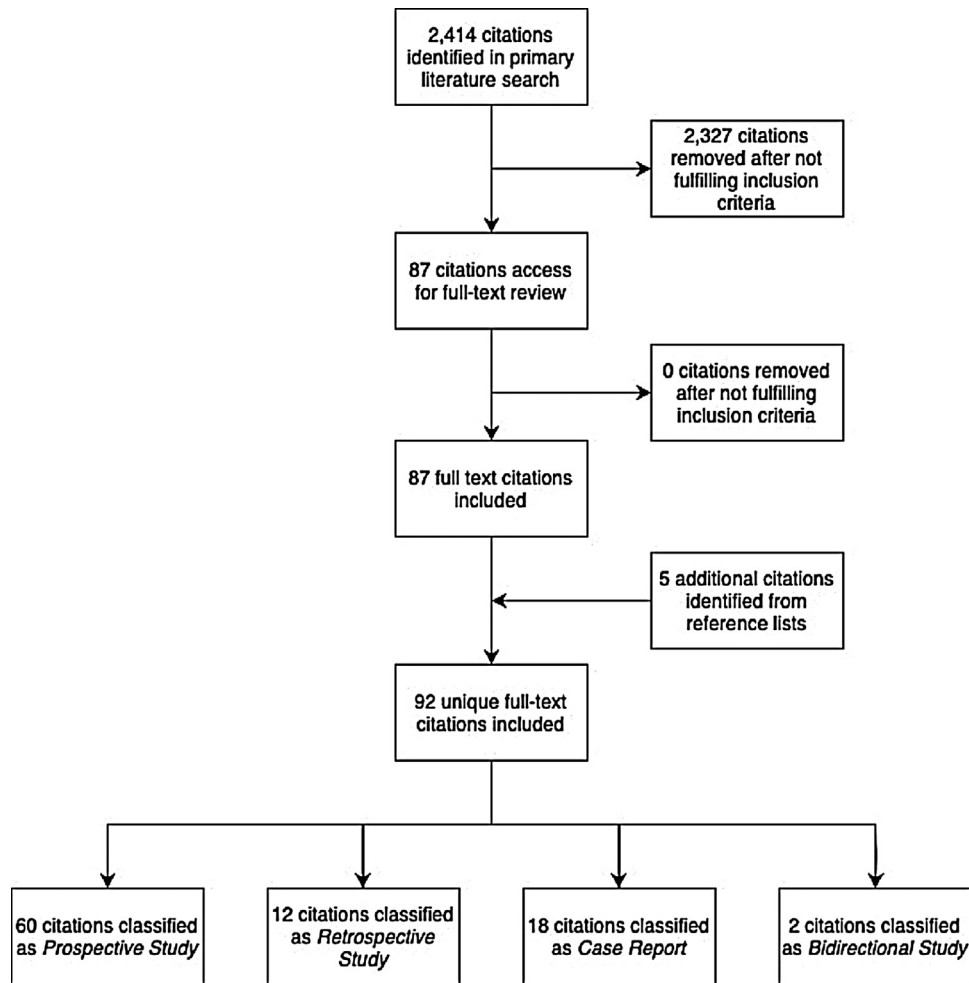 2,414 citations
identified in primary
literature search
2,327 citations
removed after not
fulfilling inclusion
criteria
87 citations access
for full-text review
0 citations removed
after not fulfilling
inclusion criteria
87 full text citations
included
5 additional citations
identified from
reference lists
92 unique full-text
citations included
60 citations classified
as Prospective Study
12 citations classified
as Retrospective
Study
18 citations classified
as Case Report
2 citations classified
as Bidirectional Study